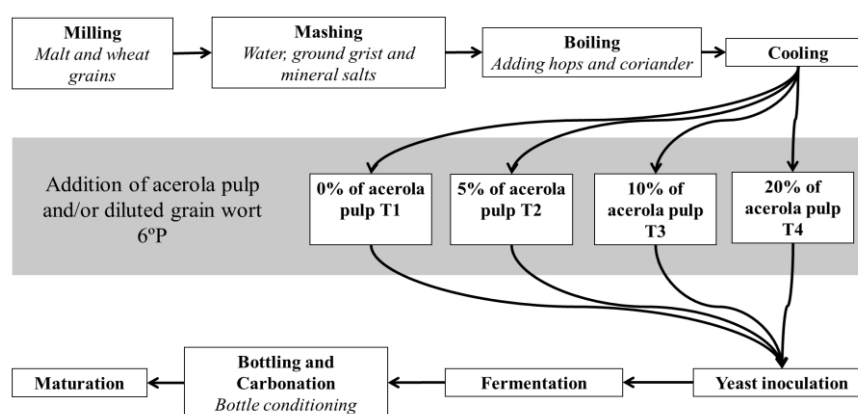 Milling
Malt and wheat
grains
Mashing
Water, ground grist and
mineral salts
Boiling
Adding hops and coriander
Cooling
Addition of acerola pulp
and/or diluted grain wort
6ºP
0% of acerola
pulp T1
5% of acerola
pulp T2
10% of
acerola pulp
T3
20% of
acerola pulp
T4
Maturation
Bottling and
Carbonation
Bottle conditioning
Fermentation
Yeast inoculation